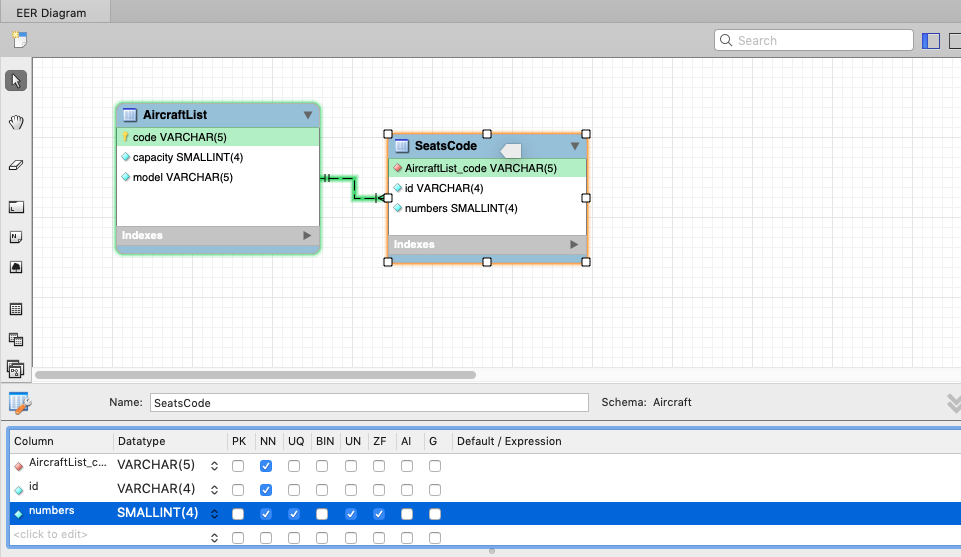 EER Diagram
Search
AircraftList
code VARCHAR(5)
capacity SMALLINT(4)
model VARCHAR(5)
Indexes
SeatsCode
AircraftList_code VARCHAR(5)
id VARCHAR(4)
numbers SMALLINT(4)
Indexes
Name: SeatsCode Schema: Aircraft
Column Datatype PK NN UQ BIN UN ZF AI G Default / Expression
AircraftList_c... VARCHAR(5)
id VARCHAR(4)
numbers SMALLINT(4)
<click to edit>